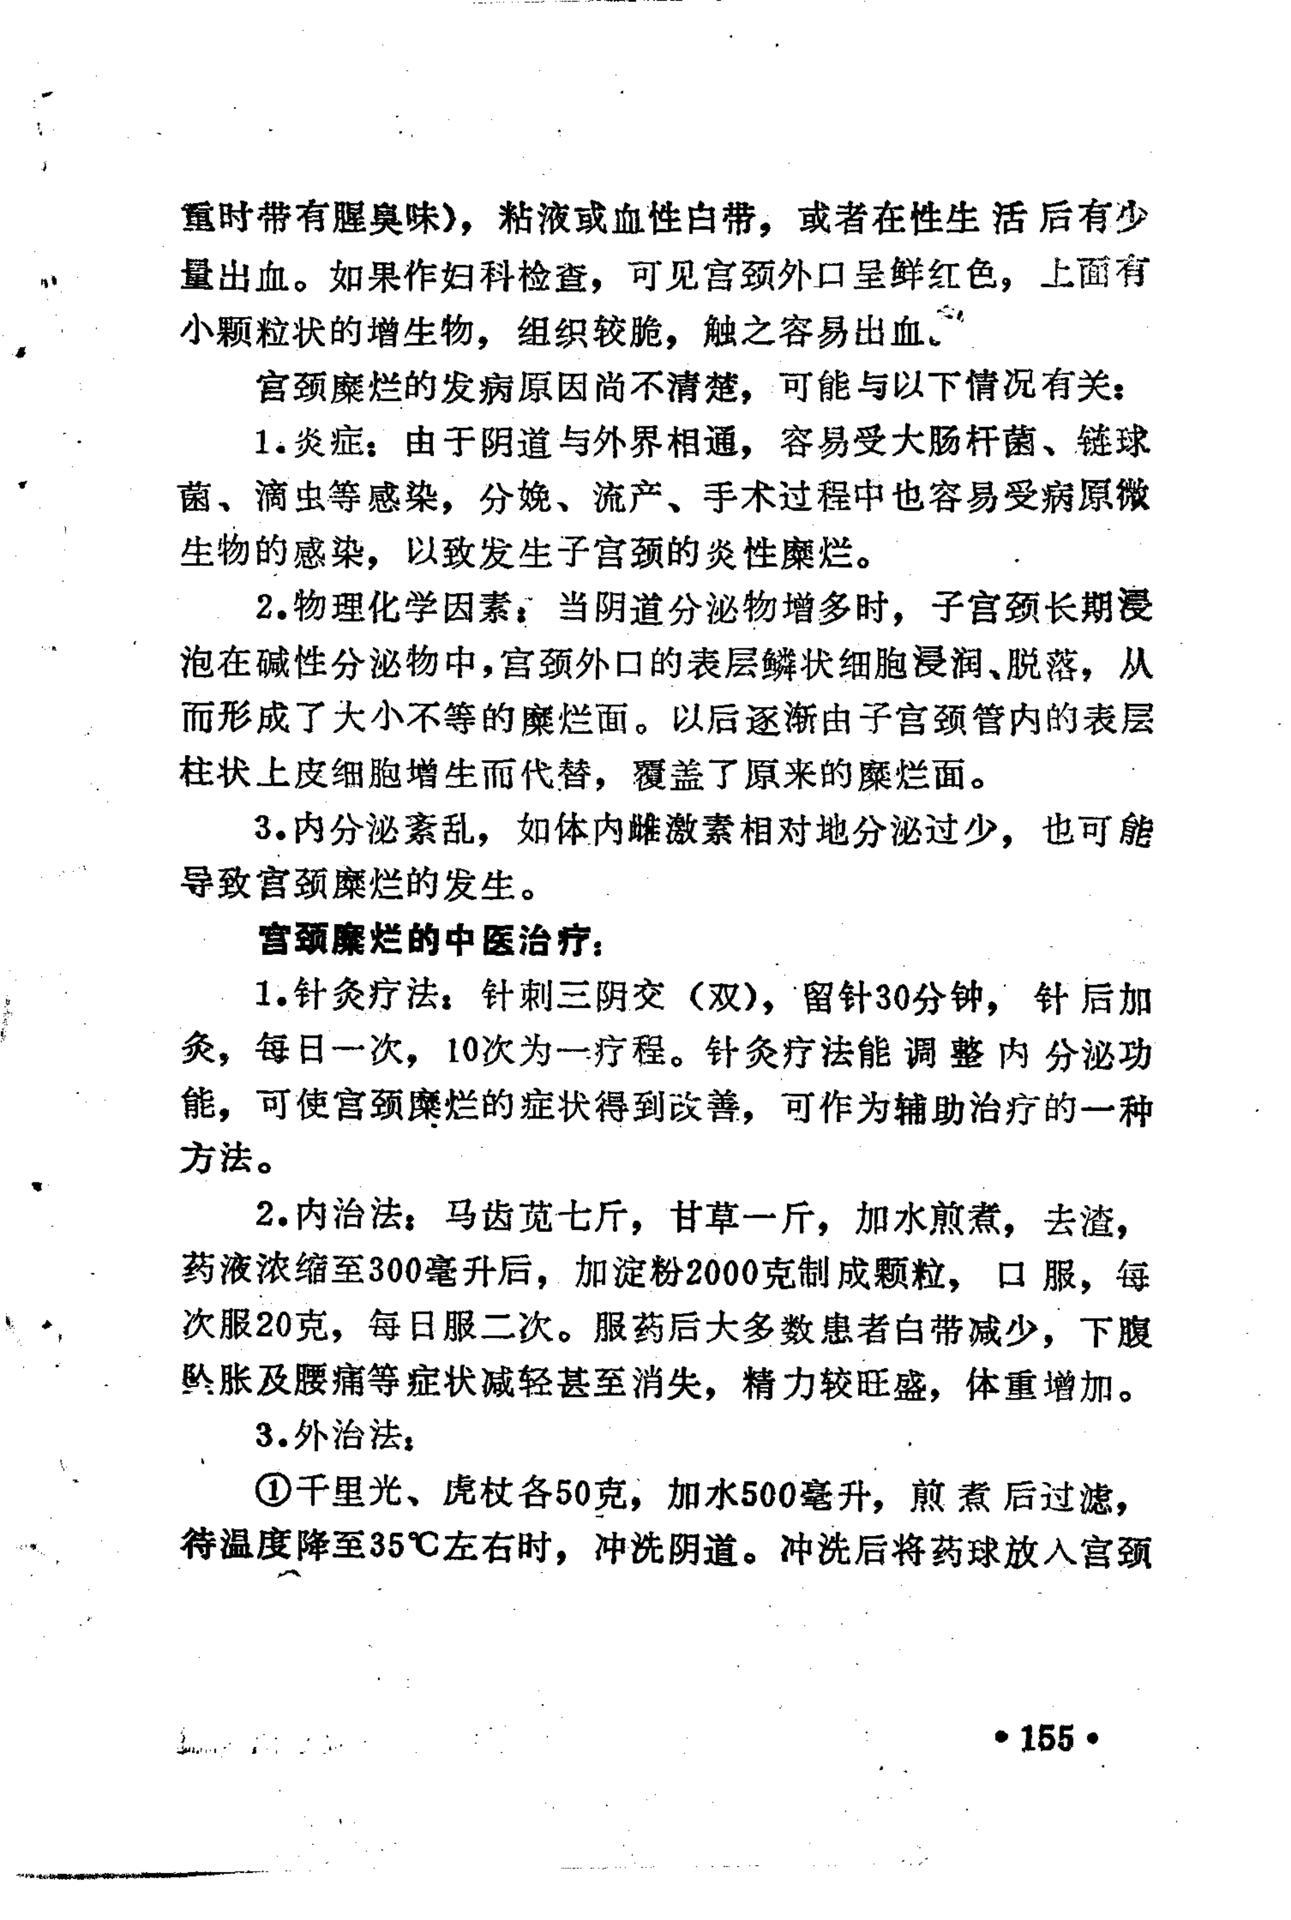 重时带有腥臭味），粘液或血性白带，或者在性生活后有少
量出血。如果作妇科检查，可见宫颈外口呈鲜红色，上面有
小颗粒状的增生物，组织较脆，触之容易出血。
宫颈糜烂的发病原因尚不清楚，可能与以下情况有关：
1.炎症：由于阴道与外界相通，容易受大肠杆菌、链球
菌、滴虫等感染，分娩、流产、手术过程中也容易受病原微
生物的感染，以致发生子宫颈的炎性糜烂。
2.物理化学因素：当阴道分泌物增多时，子宫颈长期浸
泡在碱性分泌物中，宫颈外口的表层鳞状细胞浸润、脱落，从
而形成了大小不等的糜烂面。以后逐渐由子宫颈管内的表层
柱状上皮细胞增生而代替，覆盖了原来的糜烂面。
3.内分泌紊乱，如体内雌激素相对地分泌过少，也可能
导致宫颈糜烂的发生。
宫颈糜烂的中医治疗：
1.针灸疗法：针刺三阴交（双），留针30分钟，针后加
灸，每日一次，10次为一疗程。针灸疗法能调整内分泌功
能，可使宫颈糜烂的症状得到改善，可作为辅助治疗的一种
方法。
2.内治法：马齿苋七斤，甘草一斤，加水煎煮，去渣，
药液浓缩至300毫升后，加淀粉2000克制成颗粒，口服，每
次服20克，每日服二次。服药后大多数患者白带减少，下腹
坠胀及腰痛等症状减轻甚至消失，精力较旺盛，体重增加。
3.外治法：
①千里光、虎杖各50克，加水500毫升，煎煮后过滤，
待温度降至35℃左右时，冲洗阴道。冲洗后将药球放入宫颈
•155•